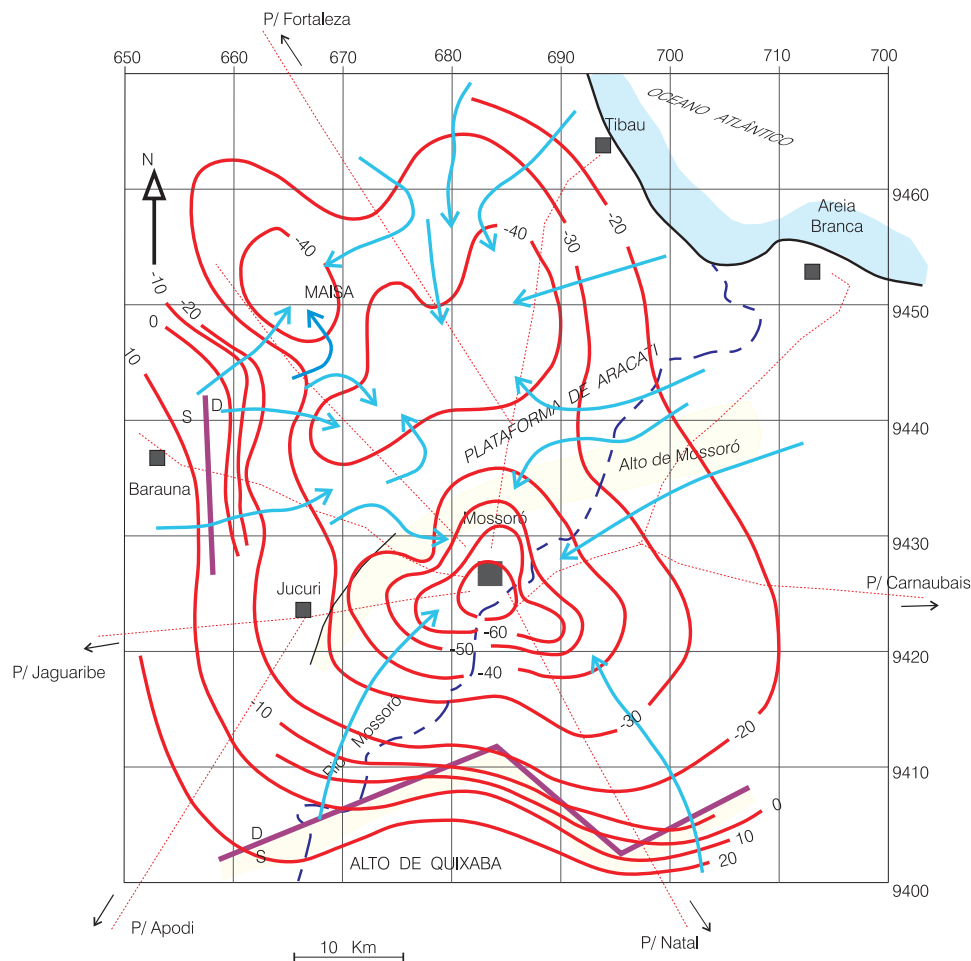 P/ Fortaleza
650 660 670 680 690 700 710 700
OCEANO ATLÂNTICO
Tibau
N
9460
Areia
Branca
-20
-30
-40
-40
MAISA
-10
-20
0
10
9450
PLATAFORMA DE ARACATI
D
S
9440
Barauna
Alto de Mossoró
Mossoró
9430
Jucuri
P/ Carnaubais
-60
-50
-40
9420
P/ Jaguaribe
Rio Mossoró
-10
-30
-20
9410
0
10
20
D
S
ALTO DE QUIXABA
9400
P/ Apodi
P/ Natal
10 Km